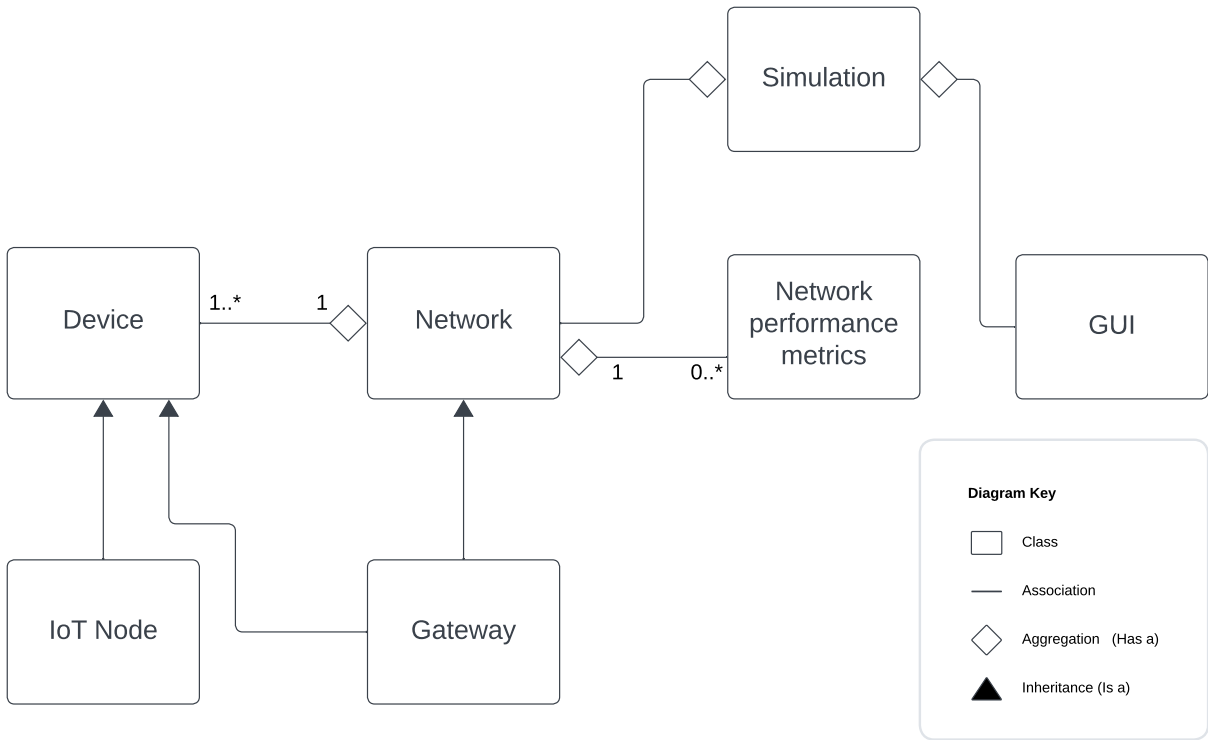 Simulation
Device
1..*
1
Network
Network
performance
metrics
GUI
1
0..*
IoT Node
Gateway
Diagram Key
Class
Association
Aggregation (Has a)
Inheritance (Is a)